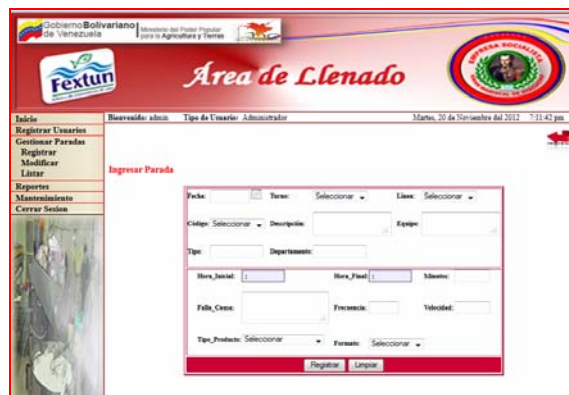 Gobierno Bolivariano de Venezuela
Ministerio del Poder Popular para la Agricultura y Tierras
Fextun
Área de Llenado
EMPRESA SOCIALISTA
Inicio
Registrar Usuarios
Gestionar Paradas
Registrar
Modificar
Listar
Reportes
Mantenimiento
Cerrar Sesion
Bienvenido: admin Tipo de Usuario: Administrador Martes, 20 de Noviembre del 2012 7:11:42 pm
Ingresar Parada
Fecha: Turno: Seleccionar Linea: Seleccionar
Código: Seleccionar Descripción: Equipo:
Tipo: Departamento:
Hora_Inicial: : Hora_Final: : Minutos:
Falla_Causa: Frecuencia: Velocidad:
Tipo_Producto: Seleccionar Formato: Seleccionar
Registrar Limpiar